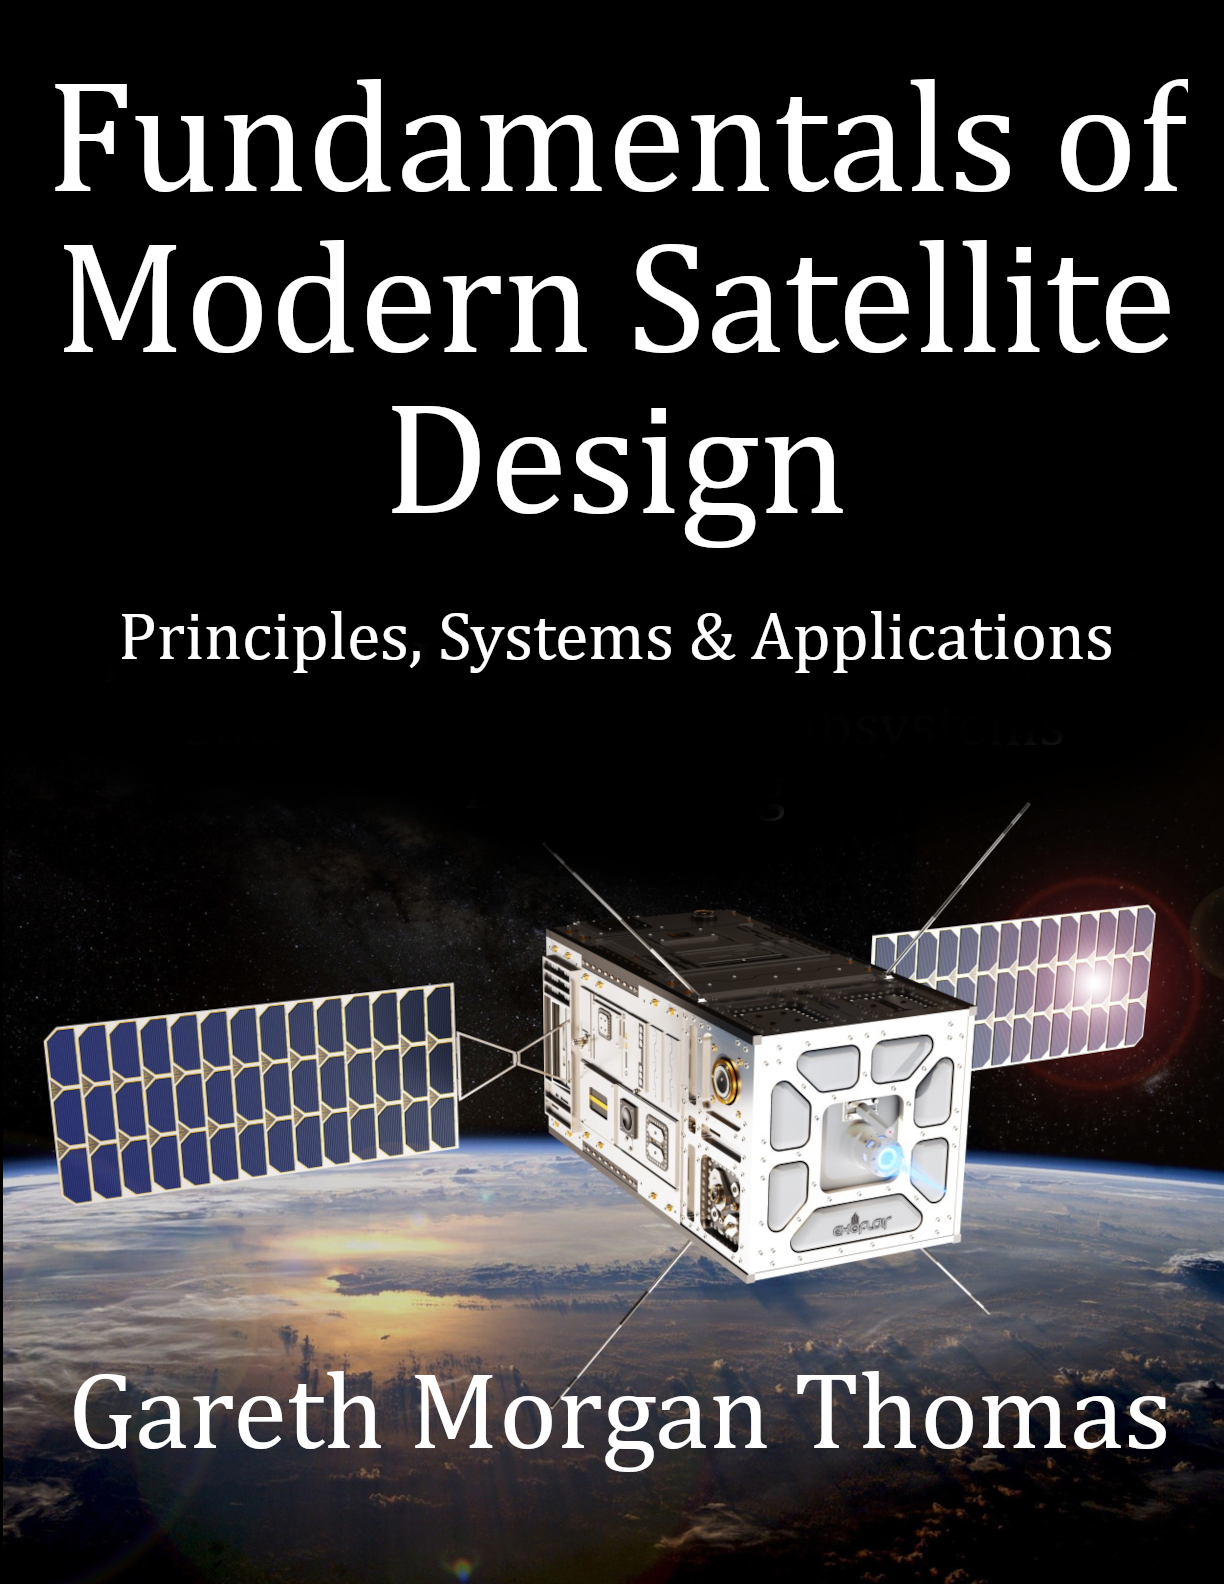 Fundamentals of
Modern Satellite
Design
Principles, Systems & Applications
Gareth Morgan Thomas